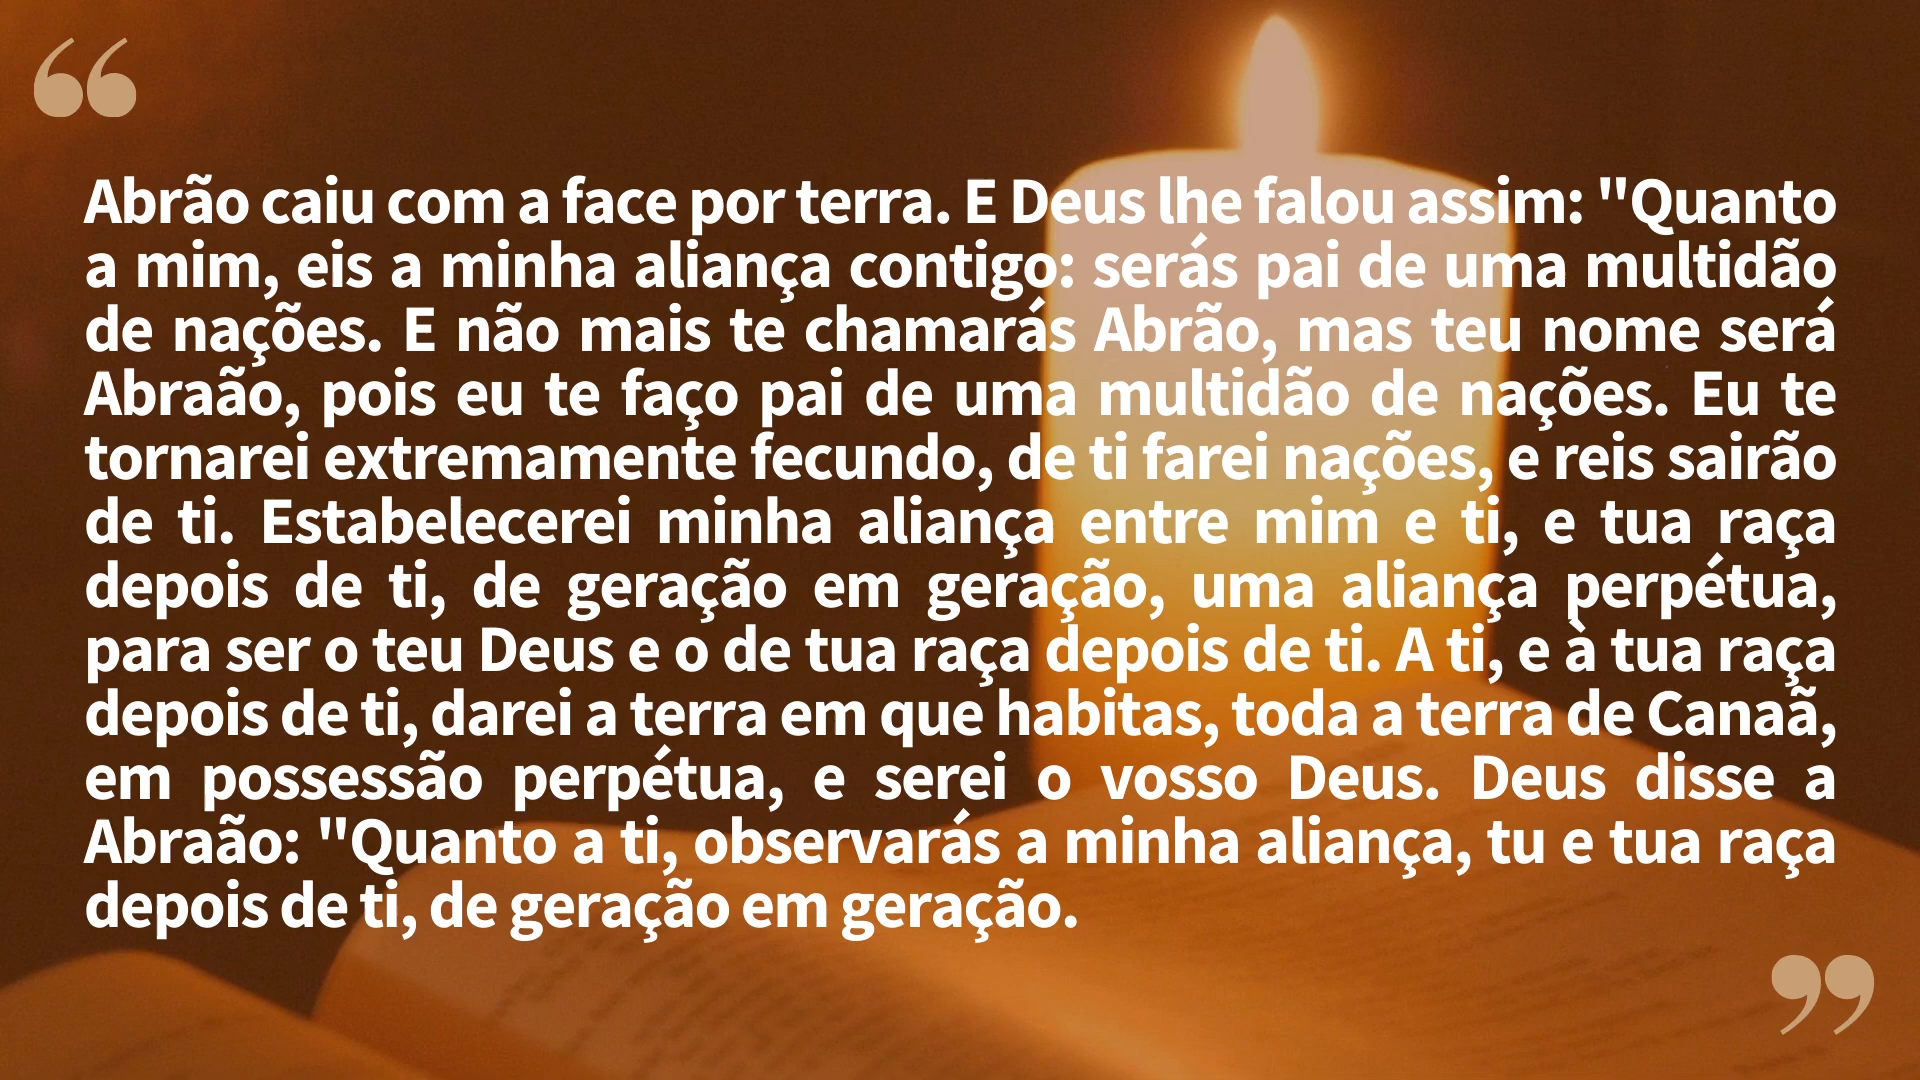 “
Abrão caiu com a face por terra. E Deus lhe falou assim: "Quanto
a mim, eis a minha aliança contigo: serás pai de uma multidão
de nações. E não mais te chamarás Abrão, mas teu nome será
Abraão, pois eu te faço pai de uma multidão de nações. Eu te
tornarei extremamente fecundo, de ti farei nações, e reis sairão
de ti. Estabelecerei minha aliança entre mim e ti, e tua raça
depois de ti, de geração em geração, uma aliança perpétua,
para ser o teu Deus e o de tua raça depois de ti. A ti, e à tua raça
depois de ti, darei a terra em que habitas, toda a terra de Canaã,
em possessão perpétua, e serei o vosso Deus. Deus disse a
Abraão: "Quanto a ti, observarás a minha aliança, tu e tua raça
depois de ti, de geração em geração.
”